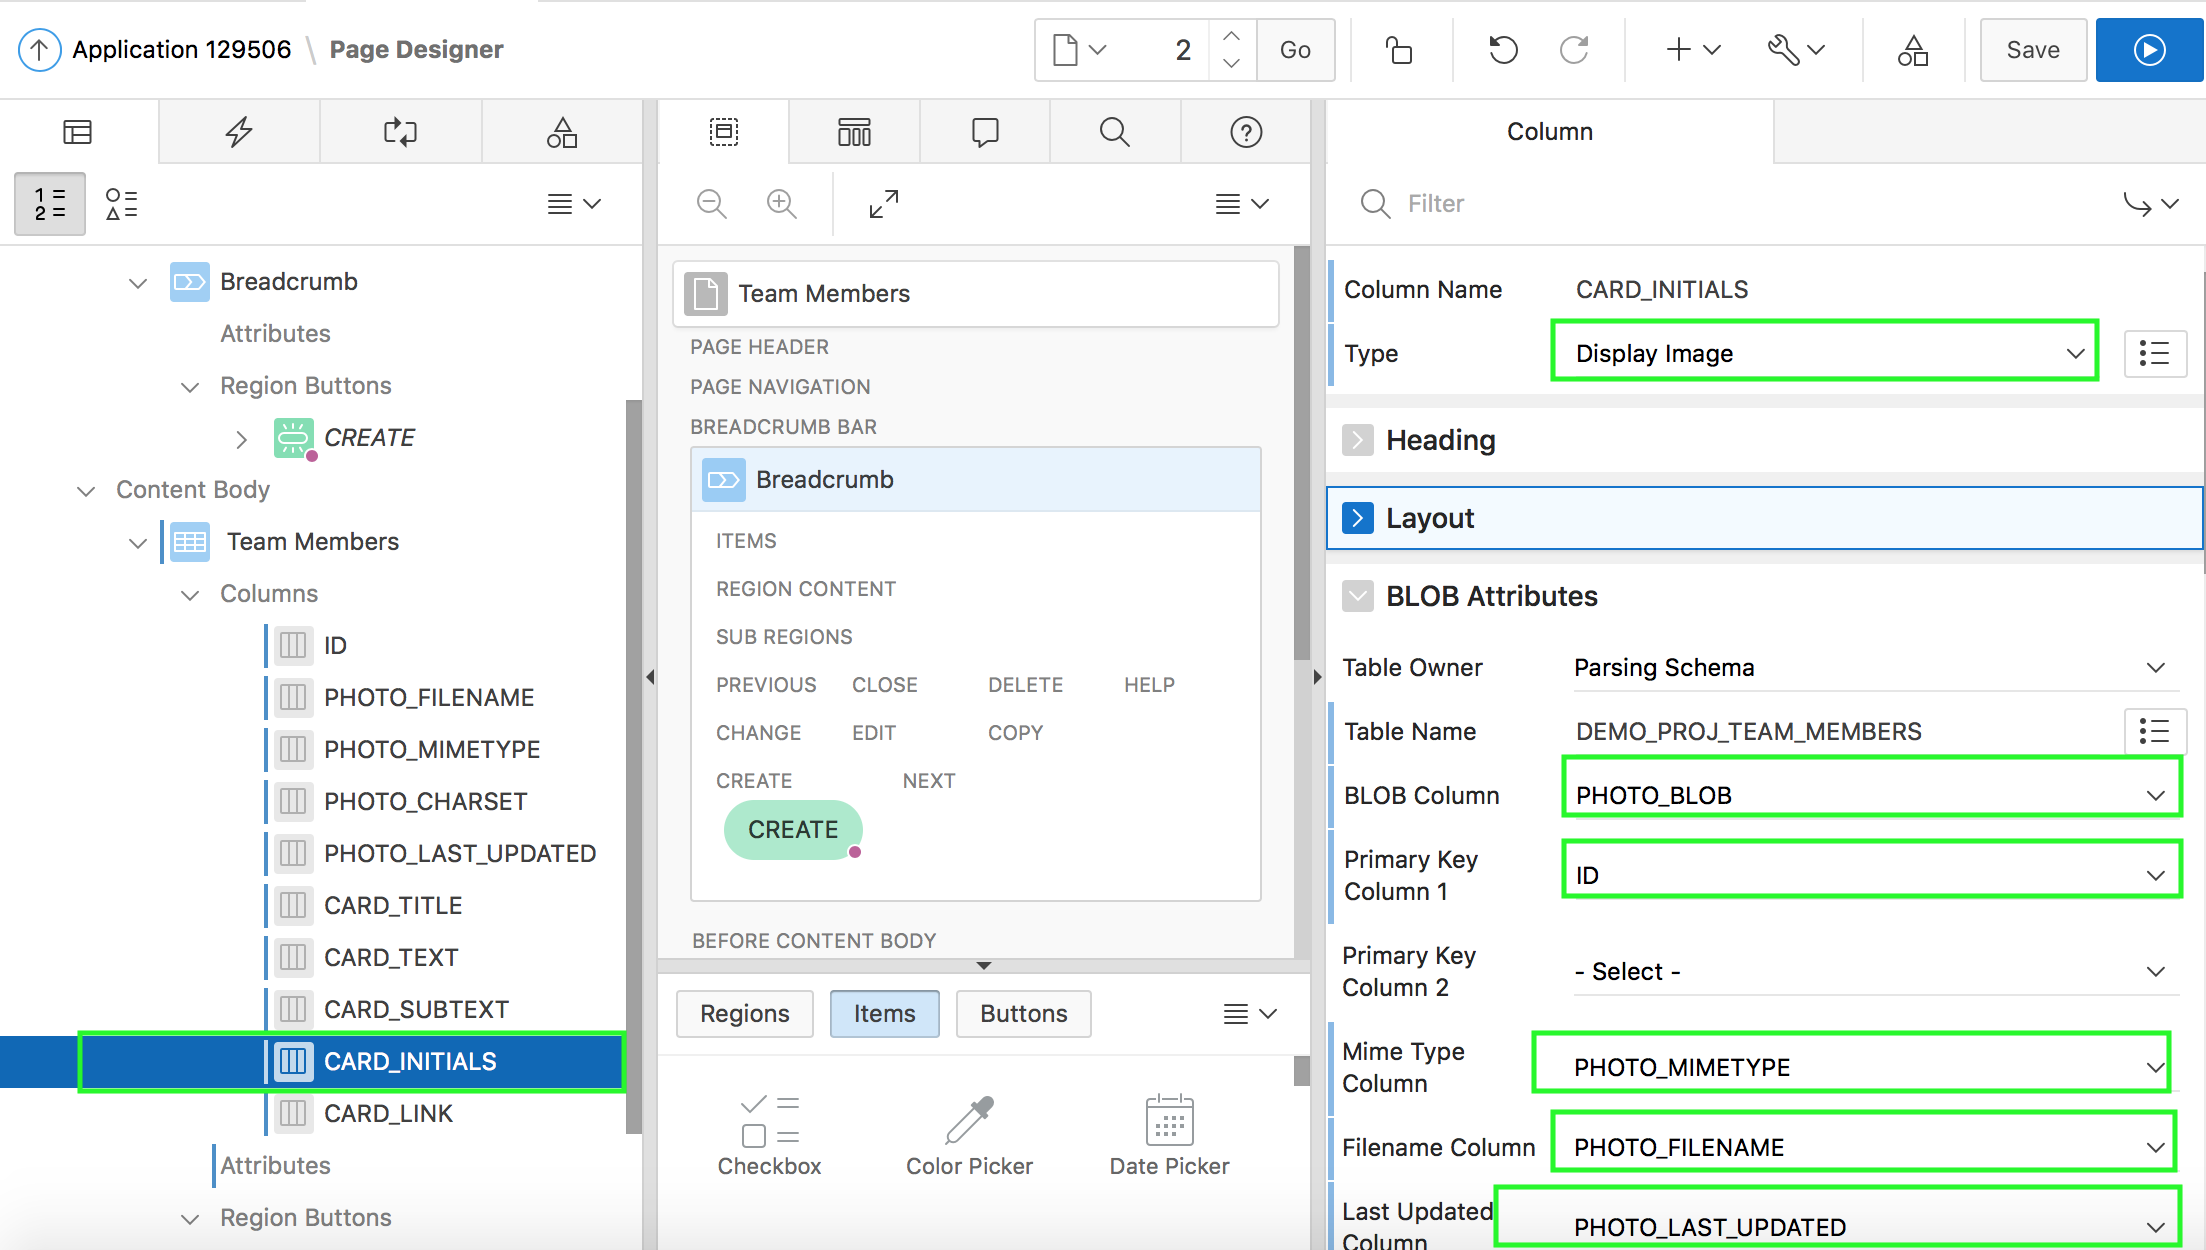 Application 129506 \ Page Designer
2
Go
Save
1
2
Breadcrumb
Attributes
Region Buttons
CREATE
Content Body
Team Members
Columns
ID
PHOTO_FILENAME
PHOTO_MIMETYPE
PHOTO_CHARSET
PHOTO_LAST_UPDATED
CARD_TITLE
CARD_TEXT
CARD_SUBTEXT
CARD_INITIALS
CARD_LINK
Attributes
Region Buttons
Team Members
PAGE HEADER
PAGE NAVIGATION
BREADCRUMB BAR
Breadcrumb
ITEMS
REGION CONTENT
SUB REGIONS
PREVIOUS CLOSE DELETE HELP
CHANGE EDIT COPY
CREATE NEXT
CREATE
BEFORE CONTENT BODY
Regions Items Buttons
Checkbox Color Picker Date Picker
Column
Filter
Column Name CARD_INITIALS
Type Display Image
Heading
Layout
BLOB Attributes
Table Owner Parsing Schema
Table Name DEMO_PROJ_TEAM_MEMBERS
BLOB Column PHOTO_BLOB
Primary Key
Column 1 ID
Primary Key
Column 2 - Select -
Mime Type
Column PHOTO_MIMETYPE
Filename Column PHOTO_FILENAME
Last Updated
Column PHOTO_LAST_UPDATED